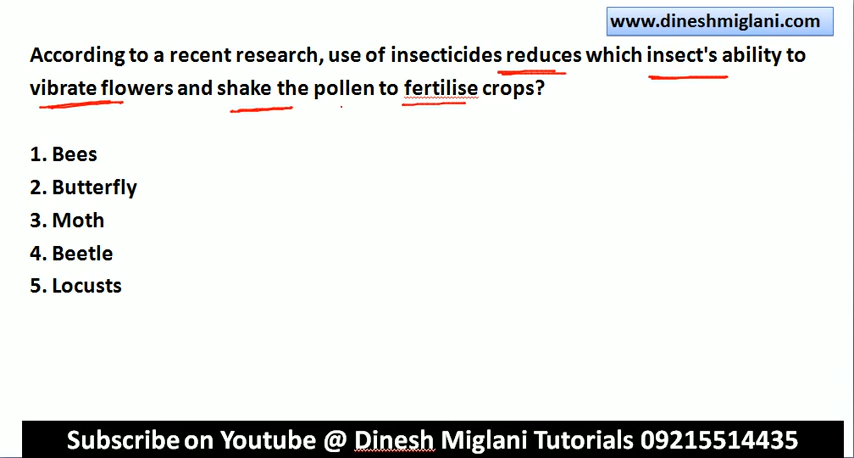 www.dineshmiglani.com
According to a recent research, use of insecticides reduces which insect's ability to
vibrate flowers and shake the pollen to fertilise crops?
1. Bees
2. Butterfly
3. Moth
4. Beetle
5. Locusts
Subscribe on Youtube @ Dinesh Miglani Tutorials 09215514435